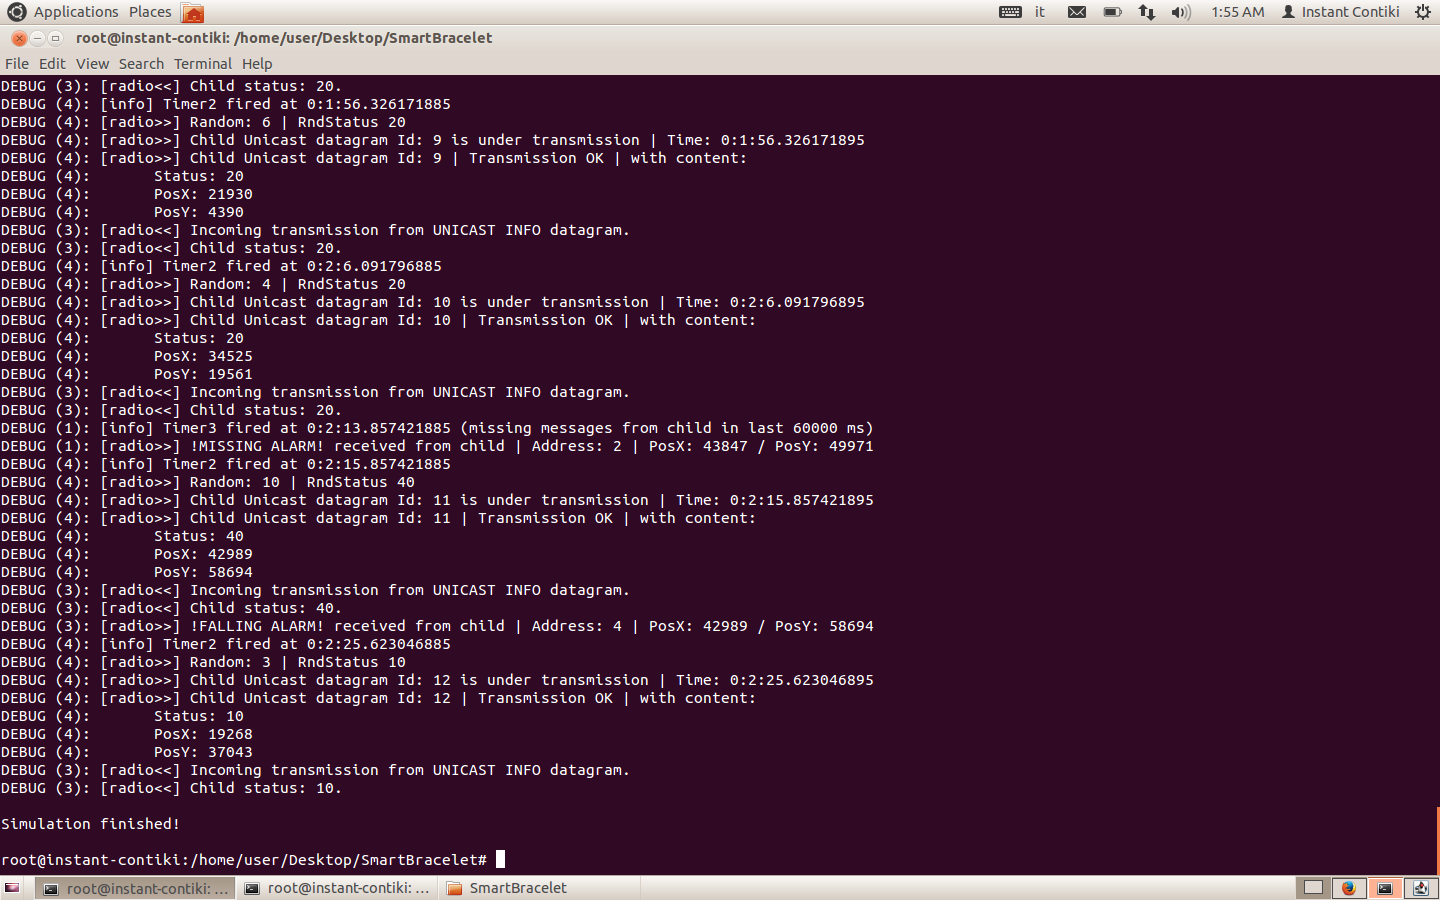 Applications Places it 1:55 AM Instant Contiki
root@instant-contiki: /home/user/Desktop/SmartBracelet
File Edit View Search Terminal Help
DEBUG (3): [radio<<] Child status: 20.
DEBUG (4): [info] Timer2 fired at 0:1:56.326171885
DEBUG (4): [radio>>] Random: 6 | RndStatus 20
DEBUG (4): [radio>>] Child Unicast datagram Id: 9 is under transmission | Time: 0:1:56.326171895
DEBUG (4): [radio>>] Child Unicast datagram Id: 9 | Transmission OK | with content:
DEBUG (4):       Status: 20
DEBUG (4):       PosX: 21930
DEBUG (4):       PosY: 4390
DEBUG (3): [radio<<] Incoming transmission from UNICAST INFO datagram.
DEBUG (3): [radio<<] Child status: 20.
DEBUG (4): [info] Timer2 fired at 0:2:6.091796885
DEBUG (4): [radio>>] Random: 4 | RndStatus 20
DEBUG (4): [radio>>] Child Unicast datagram Id: 10 is under transmission | Time: 0:2:6.091796895
DEBUG (4): [radio>>] Child Unicast datagram Id: 10 | Transmission OK | with content:
DEBUG (4):       Status: 20
DEBUG (4):       PosX: 34525
DEBUG (4):       PosY: 19561
DEBUG (3): [radio<<] Incoming transmission from UNICAST INFO datagram.
DEBUG (3): [radio<<] Child status: 20.
DEBUG (1): [info] Timer3 fired at 0:2:13.857421885 (missing messages from child in last 60000 ms)
DEBUG (1): [radio>>] !MISSING ALARM! received from child | Address: 2 | PosX: 43847 / PosY: 49971
DEBUG (4): [info] Timer2 fired at 0:2:15.857421885
DEBUG (4): [radio>>] Random: 10 | RndStatus 40
DEBUG (4): [radio>>] Child Unicast datagram Id: 11 is under transmission | Time: 0:2:15.857421895
DEBUG (4): [radio>>] Child Unicast datagram Id: 11 | Transmission OK | with content:
DEBUG (4):       Status: 40
DEBUG (4):       PosX: 42989
DEBUG (4):       PosY: 58694
DEBUG (3): [radio<<] Incoming transmission from UNICAST INFO datagram.
DEBUG (3): [radio<<] Child status: 40.
DEBUG (3): [radio>>] !FALLING ALARM! received from child | Address: 4 | PosX: 42989 / PosY: 58694
DEBUG (4): [info] Timer2 fired at 0:2:25.623046885
DEBUG (4): [radio>>] Random: 3 | RndStatus 10
DEBUG (4): [radio>>] Child Unicast datagram Id: 12 is under transmission | Time: 0:2:25.623046895
DEBUG (4): [radio>>] Child Unicast datagram Id: 12 | Transmission OK | with content:
DEBUG (4):       Status: 10
DEBUG (4):       PosX: 19268
DEBUG (4):       PosY: 37043
DEBUG (3): [radio<<] Incoming transmission from UNICAST INFO datagram.
DEBUG (3): [radio<<] Child status: 10.
Simulation finished!
root@instant-contiki:/home/user/Desktop/SmartBracelet#
root@instant-contiki: ... root@instant-contiki: ... SmartBracelet